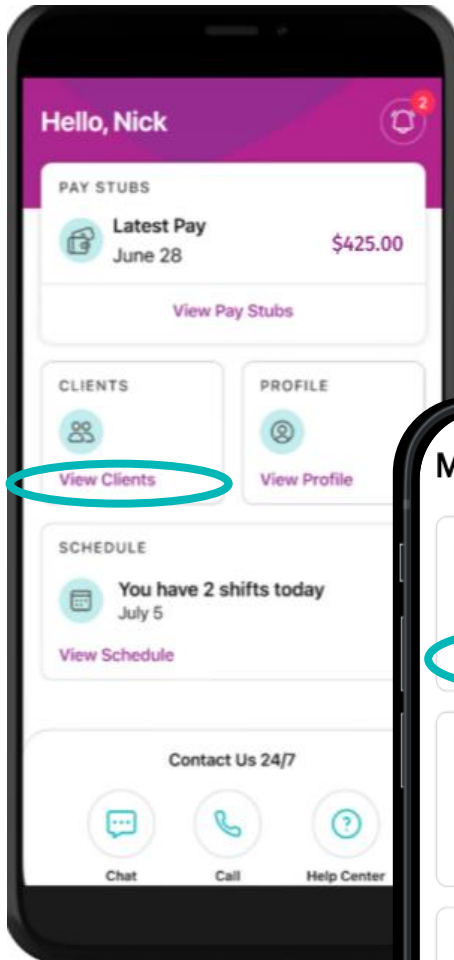 Hello, Nick
2
PAY STUBS
Latest Pay
June 28
$425.00
View Pay Stubs
CLIENTS
View Clients
PROFILE
View Profile
SCHEDULE
You have 2 shifts today
July 5
View Schedule
Contact Us 24/7
Chat
Call
Help Center
M